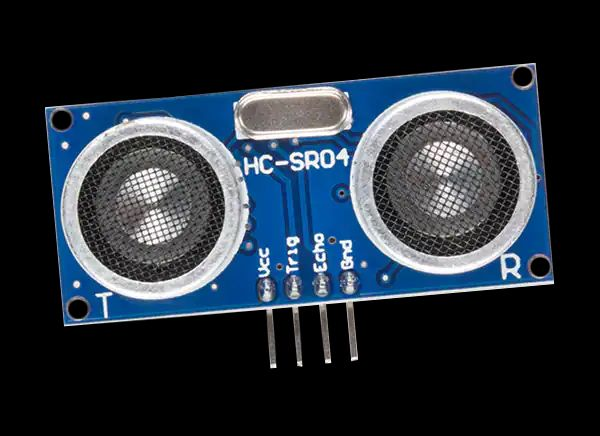 HC-SR04
Vcc
Trig
Echo
Gnd
T
R